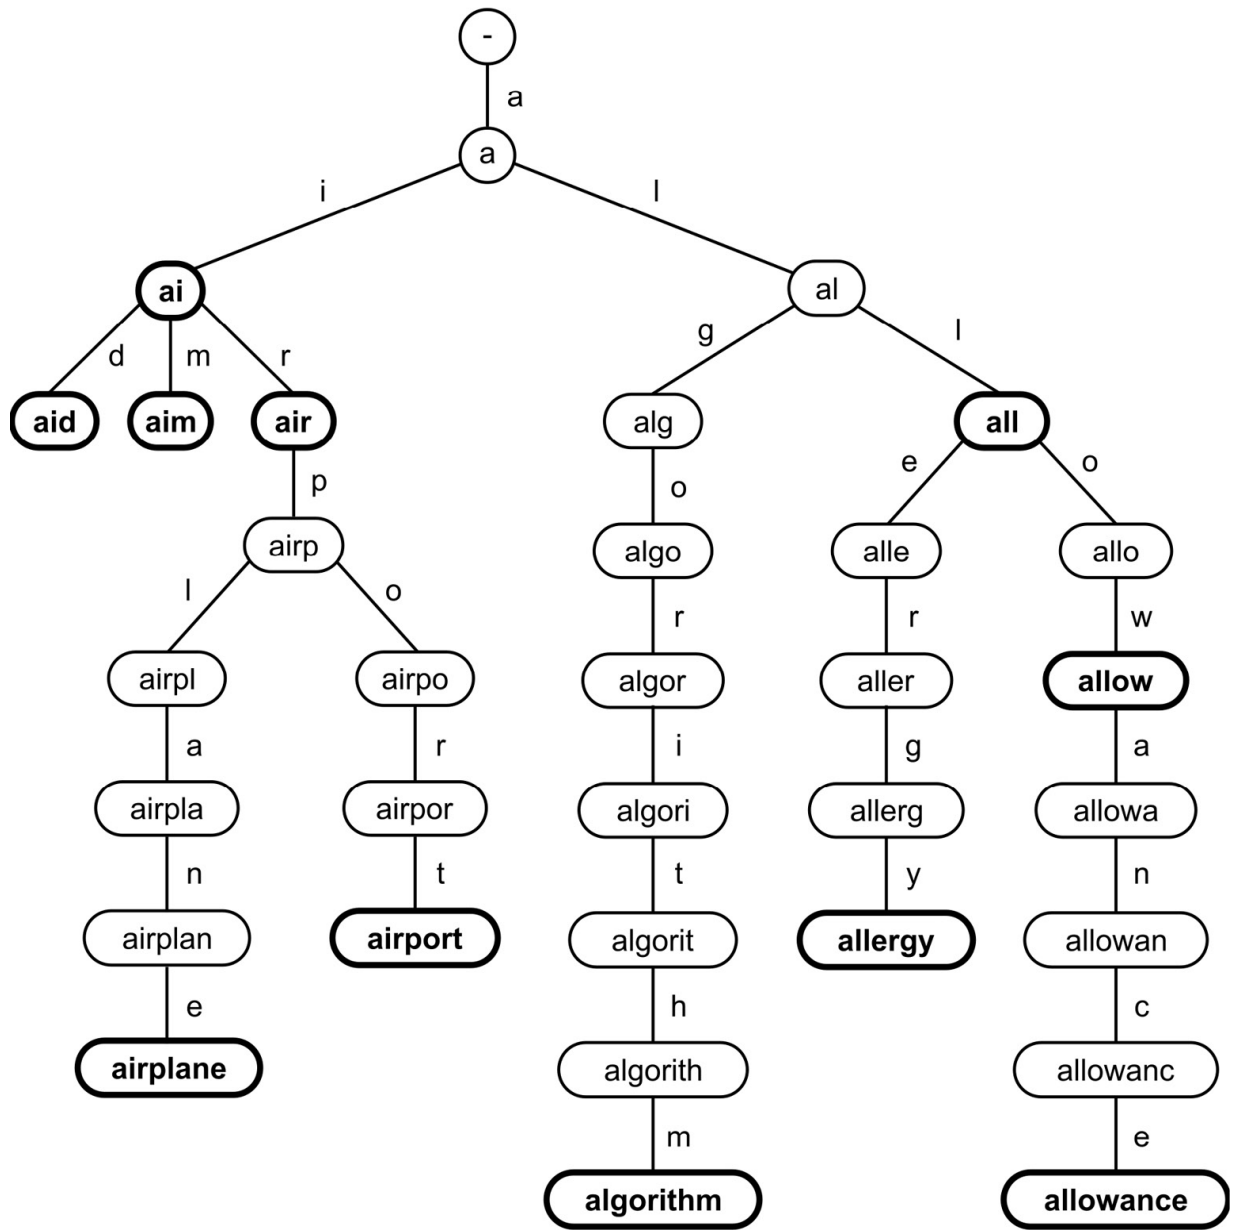 -
a
a
i l
ai al
d m r g l
aid aim air alg all
p o e o
airp algo alle allo
l o r r w
airpl airpo algor aller allow
a r i g a
airpla airpor algori allerg allowa
n t t y n
airplan airport algorit allergy allowan
e h c
airplane algorith allowanc
m e
algorithm allowance